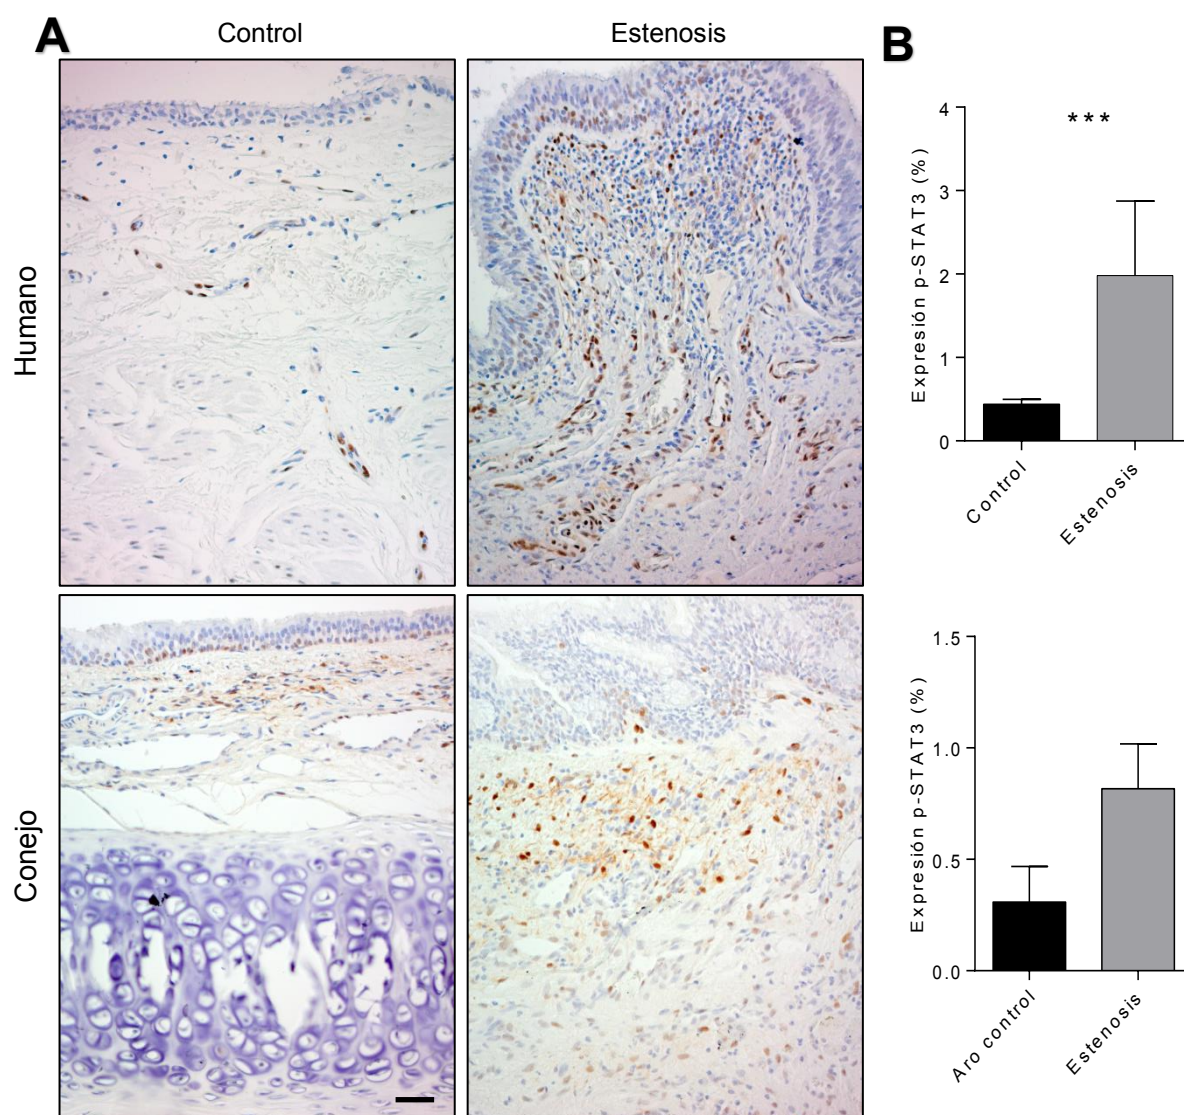 A
Control
Estenosis
Humano
Conejo
B
Expresión p-STAT3 (%)
4
3
2
1
0
***
Control
Estenosis
Expresión p-STAT3 (%)
1.5
1.0
0.5
0.0
Aro control
Estenosis